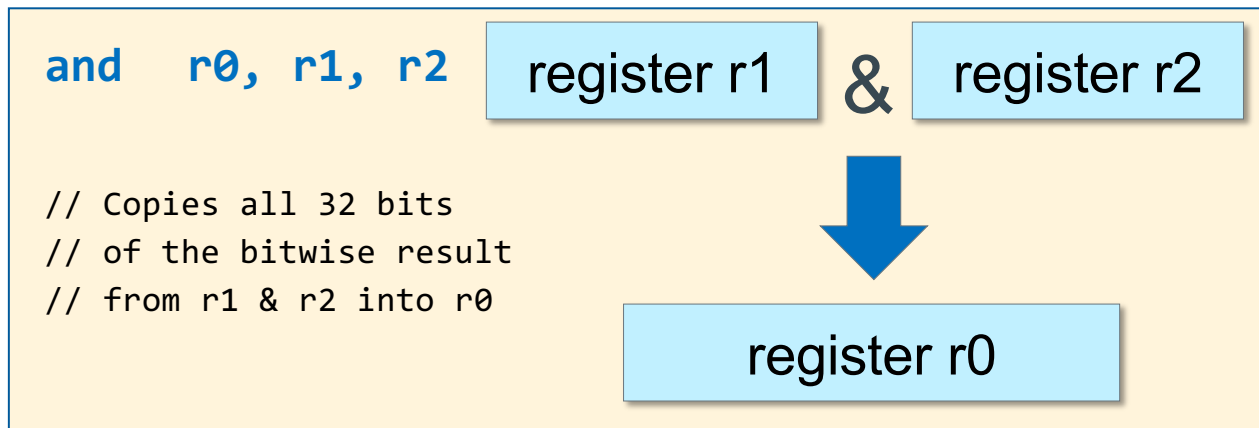 and r0, r1, r2
register r1 & register r2
// Copies all 32 bits
// of the bitwise result
// from r1 & r2 into r0
register r0